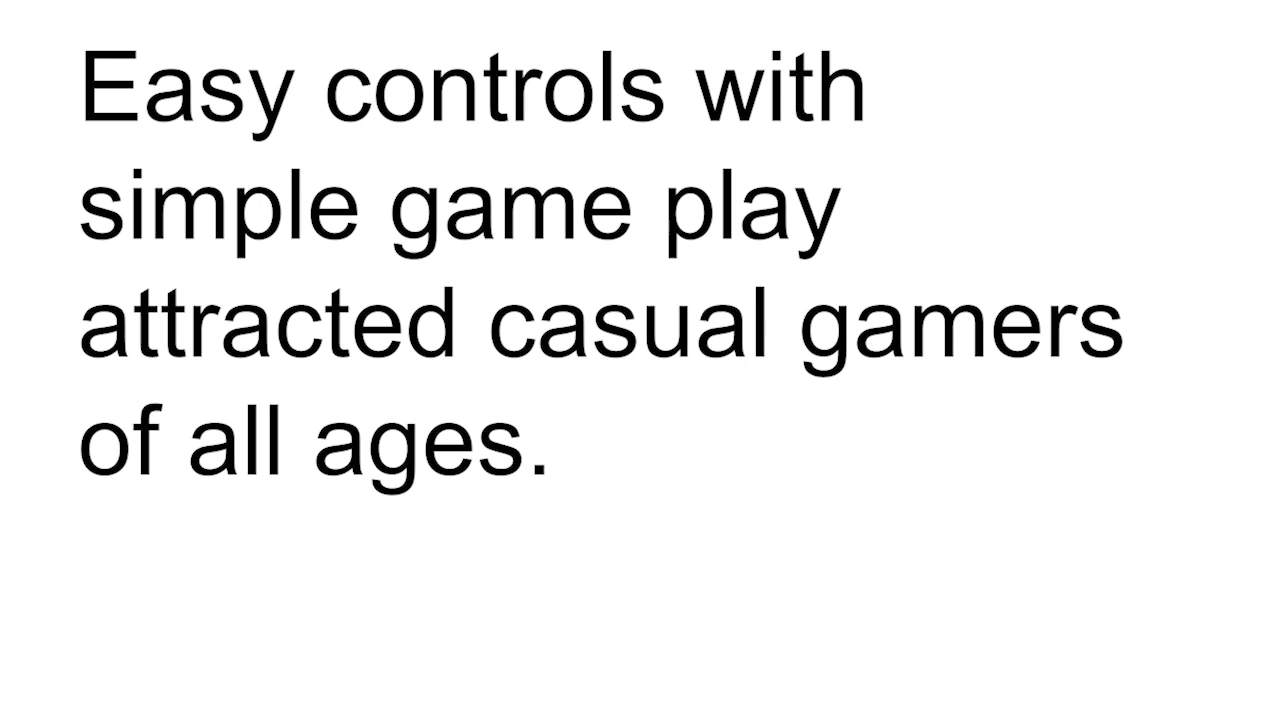 Easy controls with
simple game play
attracted casual gamers
of all ages.